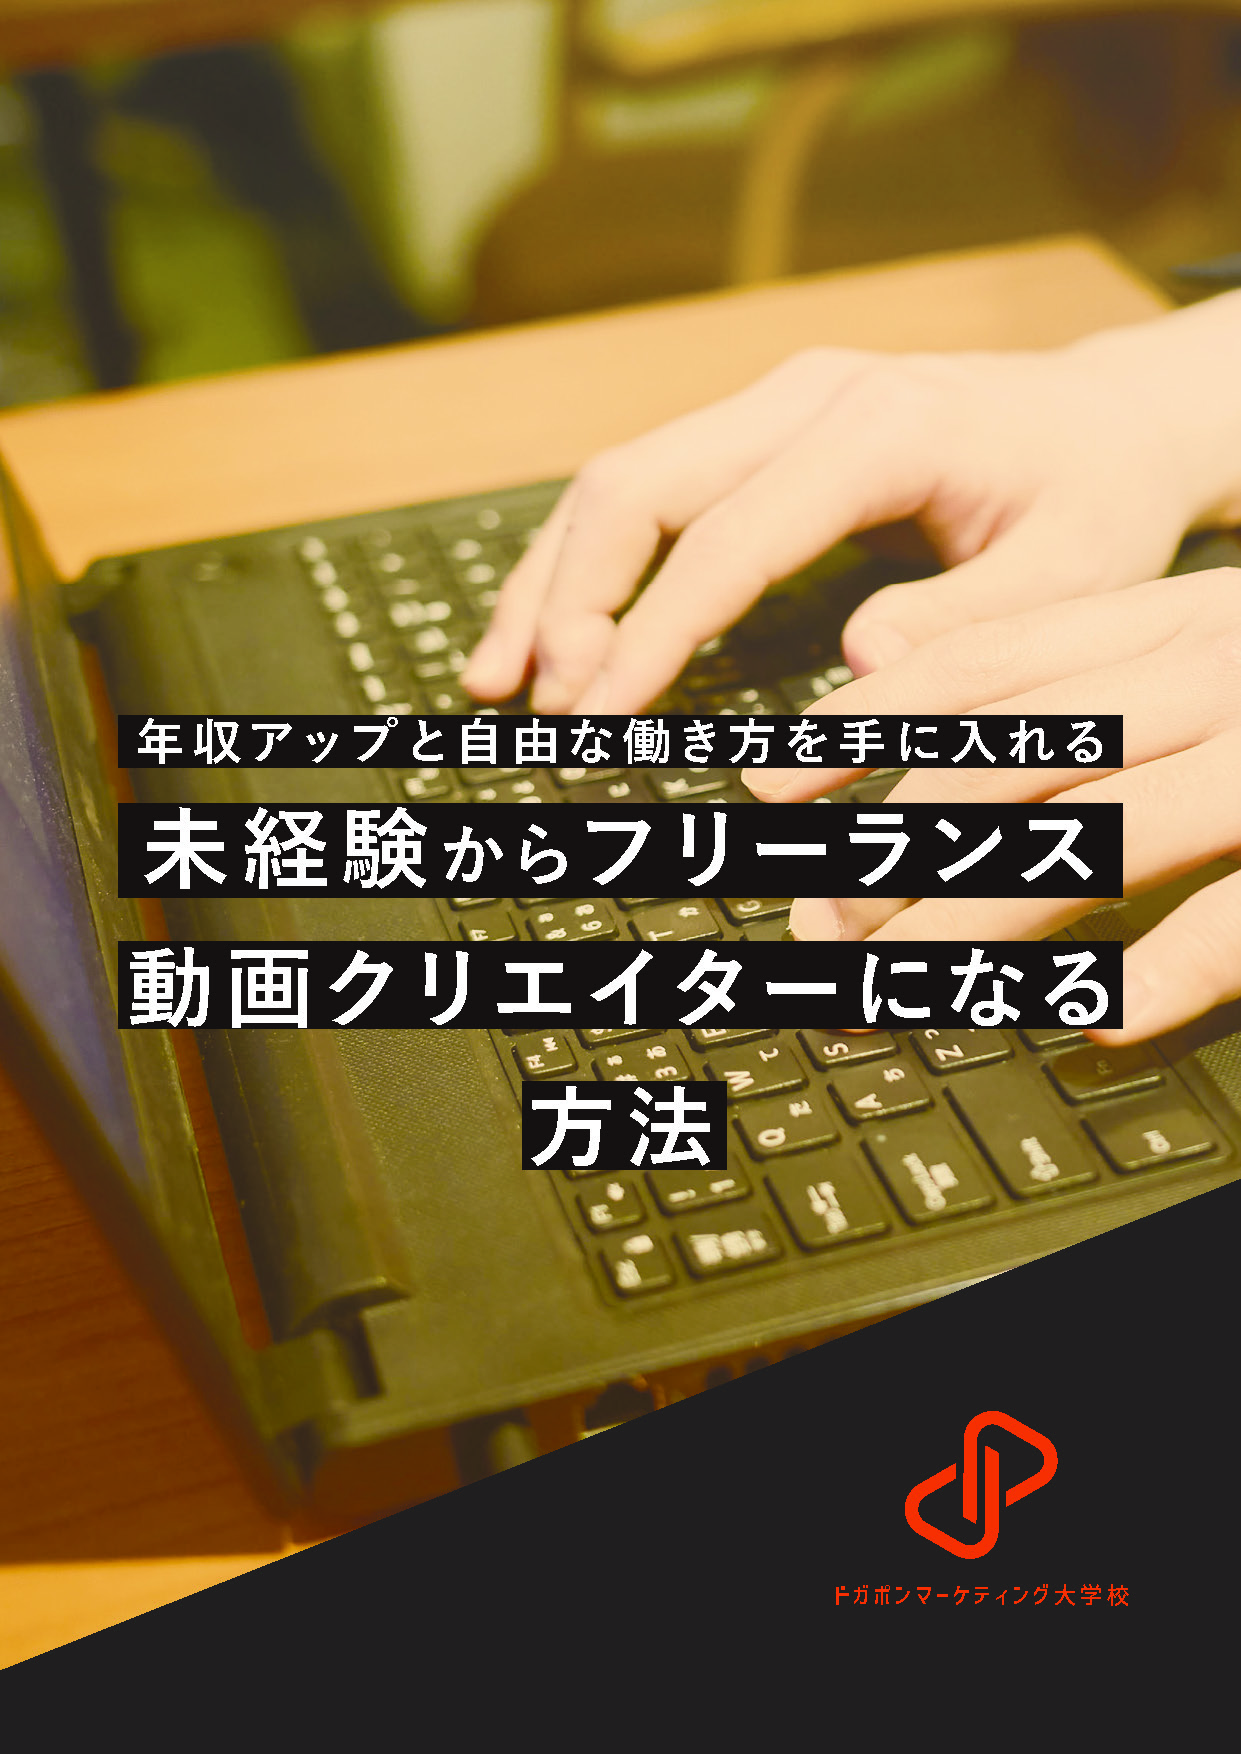 年収アップと自由な働き方を手に入れる
未経験からフリーランス
動画クリエイターになる
方法
ドガポンマーケティング大学校